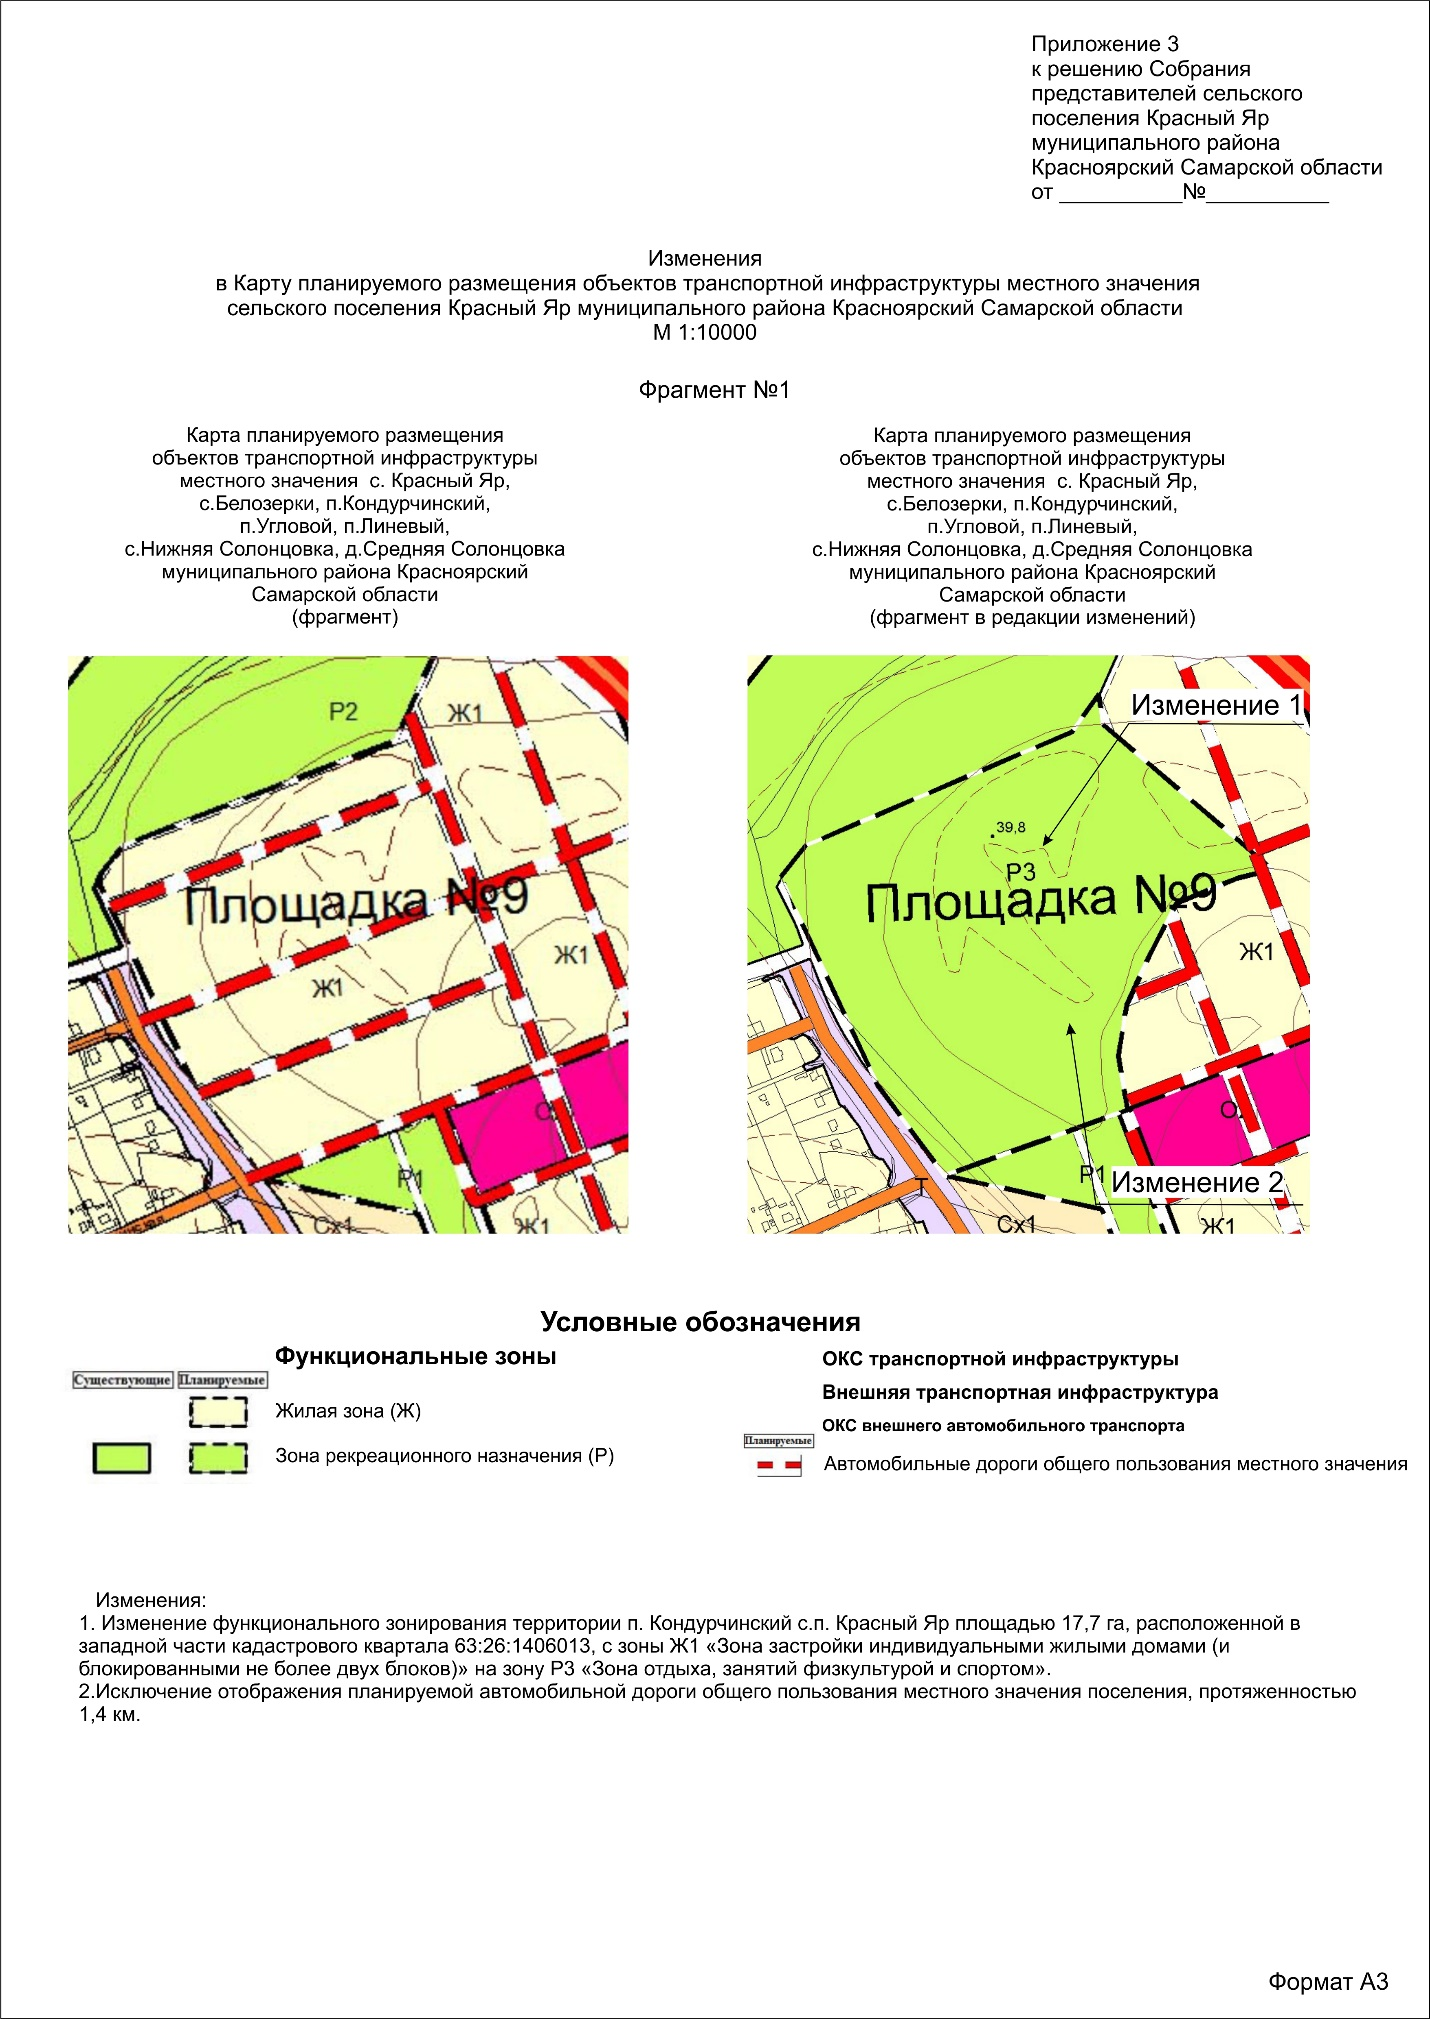 Приложение 3
к решению Собрания
представителей сельского
поселения Красный Яр
муниципального района
Красноярский Самарской области
от __________№__________
Изменения
в Карту планируемого размещения объектов транспортной инфраструктуры местного значения
сельского поселения Красный Яр муниципального района Красноярский Самарской области
М 1:10000
Фрагмент №1
Карта планируемого размещения
объектов транспортной инфраструктуры
местного значения с. Красный Яр,
с.Белозерки, п.Кондурчинский,
п.Угловой, п.Линевый,
с.Нижняя Солонцовка, д.Средняя Солонцовка
муниципального района Красноярский
Самарской области
(фрагмент)
Карта планируемого размещения
объектов транспортной инфраструктуры
местного значения с. Красный Яр,
с.Белозерки, п.Кондурчинский,
п.Угловой, п.Линевый,
с.Нижняя Солонцовка, д.Средняя Солонцовка
муниципального района Красноярский
Самарской области
(фрагмент в редакции изменений)
Р2
Ж1
Площадка №9
Ж1
Ж1
О
Р1
Сх1
Ж1
Изменение 1
39,8
Р3
Площадка №9
Ж1
О
Р1
Изменение 2
Т
Сх1
Ж1
Условные обозначения
Функциональные зоны
Существующие
Планируемые
Жилая зона (Ж)
Зона рекреационного назначения (Р)
ОКС транспортной инфраструктуры
Внешняя транспортная инфраструктура
ОКС внешнего автомобильного транспорта
Планируемые
Автомобильные дороги общего пользования местного значения
Изменения:
1. Изменение функционального зонирования территории п. Кондурчинский с.п. Красный Яр площадью 17,7 га, расположенной в
западной части кадастрового квартала 63:26:1406013, с зоны Ж1 «Зона застройки индивидуальными жилыми домами (и
блокированными не более двух блоков)» на зону Р3 «Зона отдыха, занятий физкультурой и спортом».
2.Исключение отображения планируемой автомобильной дороги общего пользования местного значения поселения, протяженностью
1,4 км.
Формат А3